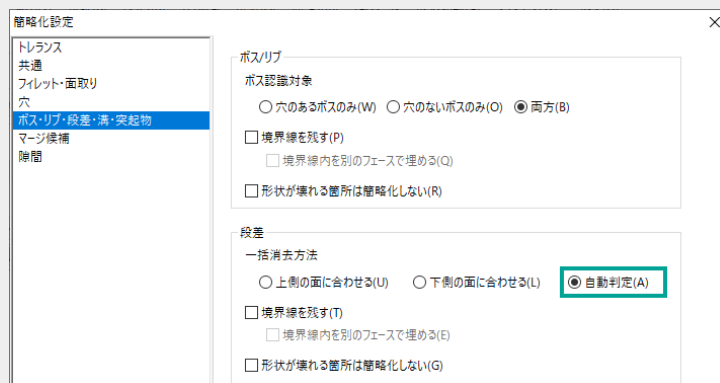 簡略化設定
トレランス
共通
フィレット・面取り
穴
ボス・リブ・段差・溝・突起物
マージ候補
隙間
ボス/リブ
ボス認識対象
穴のあるボスのみ(W) 穴のないボスのみ(O) 両方(B)
境界線を残す(P)
境界線内を別のフェースで埋める(Q)
形状が壊れる箇所は簡略化しない(R)
段差
一括消去方法
上側の面に合わせる(U) 下側の面に合わせる(L) 自動判定(A)
境界線を残す(T)
境界線内を別のフェースで埋める(E)
形状が壊れる箇所は簡略化しない(G)